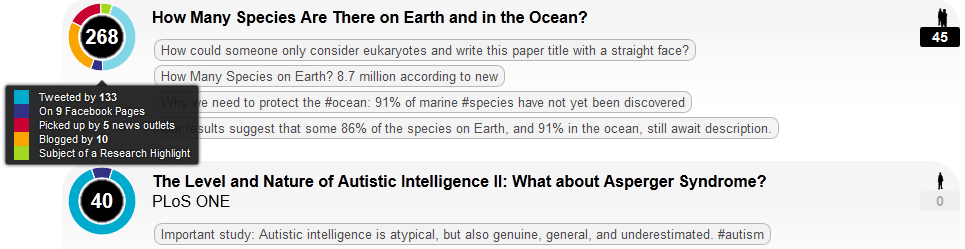 How Many Species Are There on Earth and in the Ocean?
268
45
How could someone only consider eukaryotes and write this paper title with a straight face?
How Many Species on Earth? 8.7 million according to new
Why we need to protect the #ocean: 91% of marine #species have not yet been discovered
results suggest that some 86% of the species on Earth, and 91% in the ocean, still await description.
Tweeted by 133
On 9 Facebook Pages
Picked up by 5 news outlets
Blogged by 10
Subject of a Research Highlight
The Level and Nature of Autistic Intelligence II: What about Asperger Syndrome?
40
PLoS ONE
0
Important study: Autistic intelligence is atypical, but also genuine, general, and underestimated. #autism